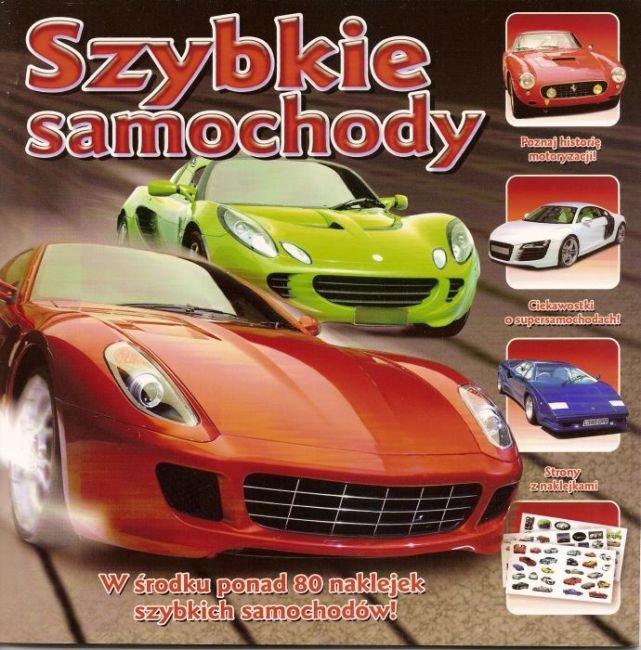 Szybkie
samochody
Poznaj historię
motoryzacji!
Ciekawostki
o supersamochodach!
Strony
z naklejkami
W środku ponad 80 naklejek
szybkich samochodów!